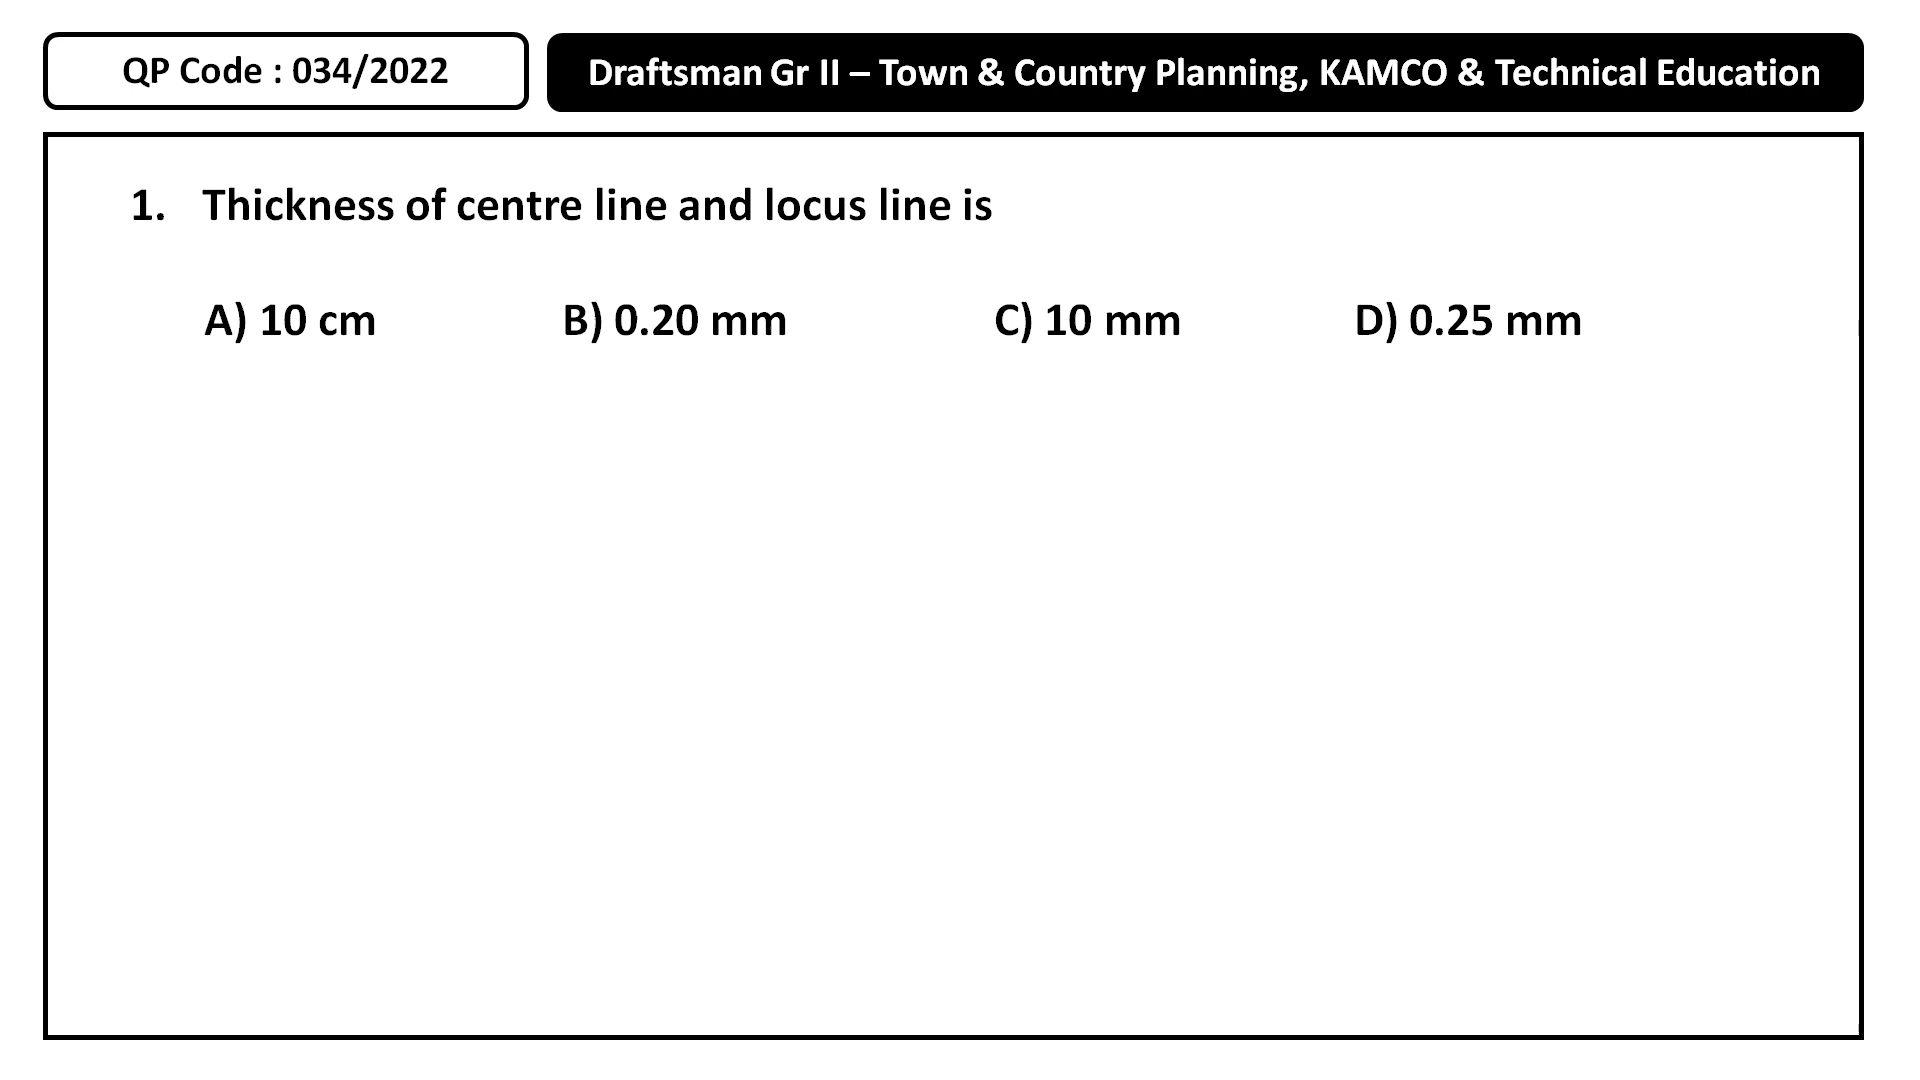 QP Code : 034/2022
Draftsman Gr II – Town & Country Planning, KAMCO & Technical Education
1. Thickness of centre line and locus line is
A) 10 cm B) 0.20 mm C) 10 mm D) 0.25 mm